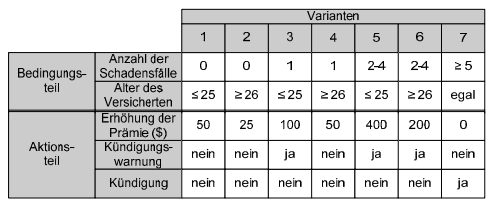 Varianten
1 2 3 4 5 6 7
Bedingungs-
teil
Anzahl der
Schadensfälle
0 0 1 1 2-4 2-4 ≥ 5
Alter des
Versicherten
≤ 25 ≥ 26 ≤ 25 ≥ 26 ≤ 25 ≥ 26 egal
Aktions-
teil
Erhöhung der
Prämie ($)
50 25 100 50 400 200 0
Kündigungs-
warnung
nein nein ja nein ja ja nein
Kündigung
nein nein nein nein nein nein ja